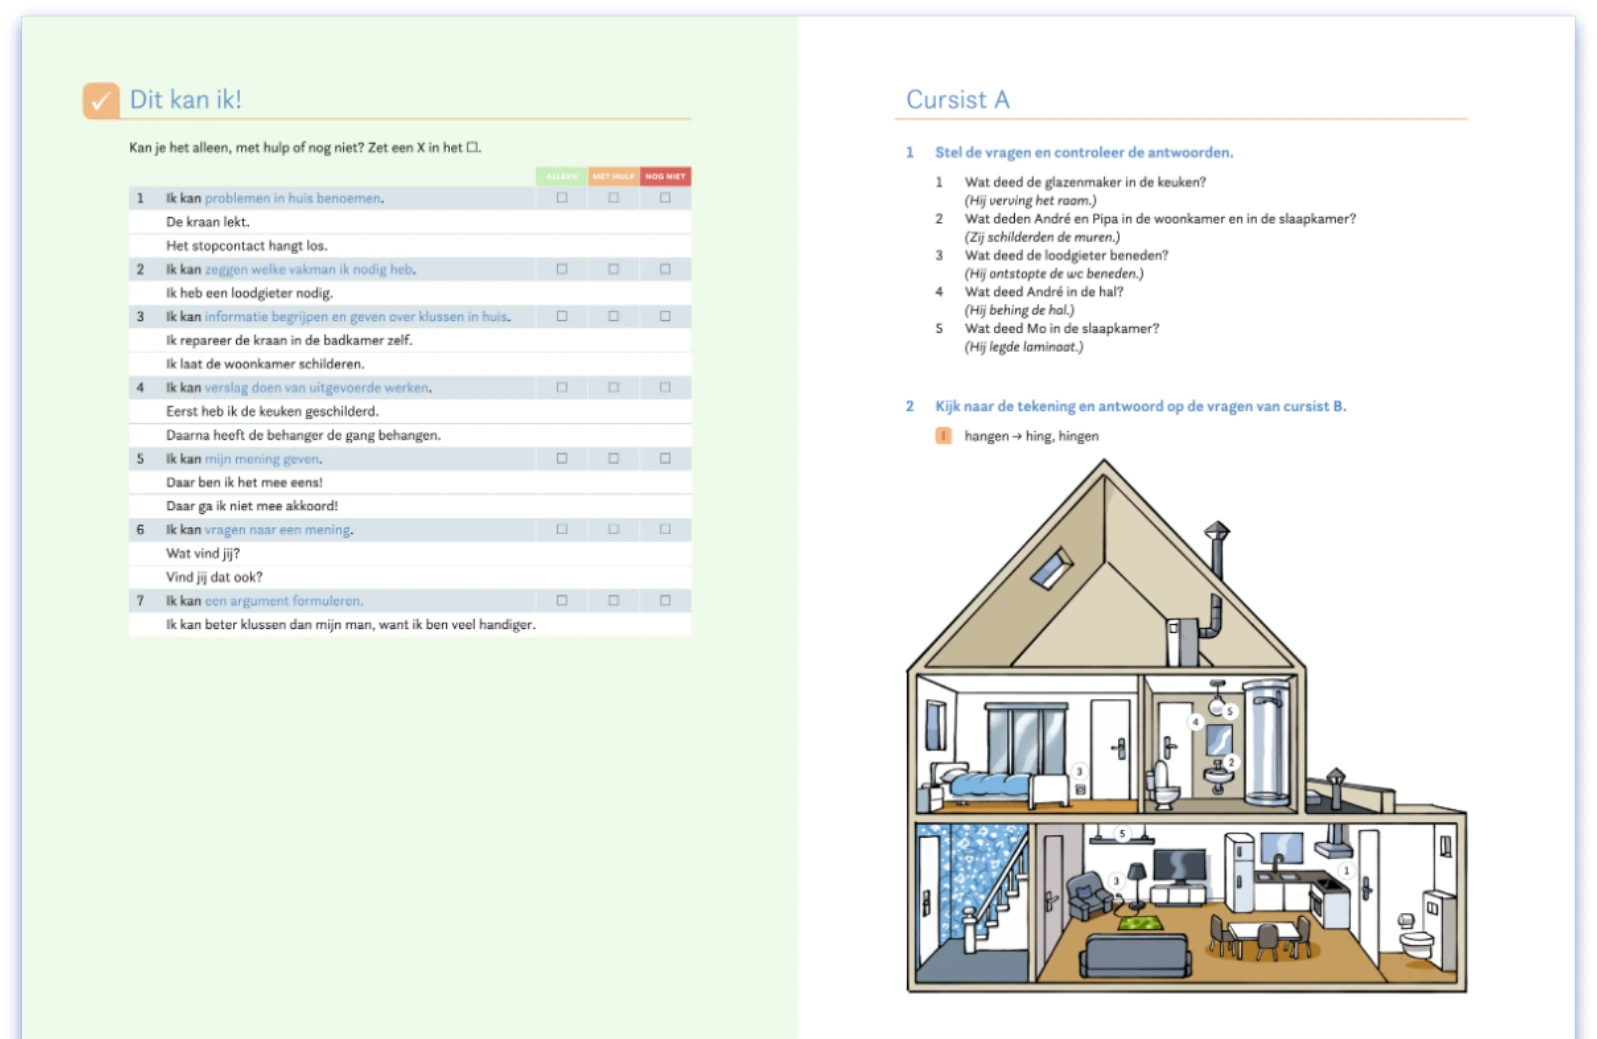 Dit kan ik!
Kan je het alleen, met hulp of nog niet? Zet een X in het □.
ALLEEN MET HULP NOG NIET
1 Ik kan problemen in huis benoemen. □ □ □
De kraan lekt.
Het stopcontact hangt los.
2 Ik kan zeggen welke vakman ik nodig heb. □ □ □
Ik heb een loodgieter nodig.
3 Ik kan informatie begrijpen en geven over klussen in huis. □ □ □
Ik repareer de kraan in de badkamer zelf.
Ik laat de woonkamer schilderen.
4 Ik kan verslag doen van uitgevoerde werken. □ □ □
Eerst heb ik de keuken geschilderd.
Daarna heeft de behanger de gang behangen.
5 Ik kan mijn mening geven. □ □ □
Daar ben ik het mee eens!
Daar ga ik niet mee akkoord!
6 Ik kan vragen naar een mening. □ □ □
Wat vind jij?
Vind jij dat ook?
7 Ik kan een argument formuleren. □ □ □
Ik kan beter klussen dan mijn man, want ik ben veel handiger.
Cursist A
1 Stel de vragen en controleer de antwoorden.
1 Wat deed de glazenmaker in de keuken?
(Hij verving het raam.)
2 Wat deden André en Pipa in de woonkamer en in de slaapkamer?
(Zij schilderden de muren.)
3 Wat deed de loodgieter beneden?
(Hij ontstopte de wc beneden.)
4 Wat deed André in de hal?
(Hij behing de hal.)
5 Wat deed Mo in de slaapkamer?
(Hij legde laminaat.)
2 Kijk naar de tekening en antwoord op de vragen van cursist B.
! hangen → hing, hingen
5
4
2
3
5
1
3